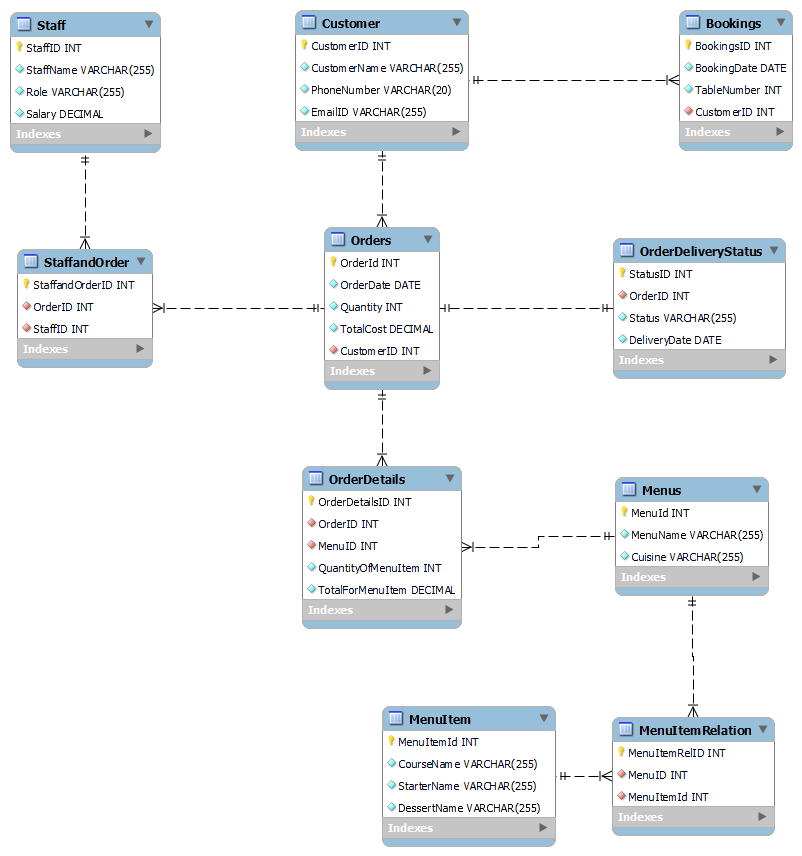 Staff
StaffID INT
StaffName VARCHAR(255)
Role VARCHAR(255)
Salary DECIMAL
Indexes
Customer
CustomerID INT
CustomerName VARCHAR(255)
PhoneNumber VARCHAR(20)
EmailID VARCHAR(255)
Indexes
Bookings
BookingsID INT
BookingDate DATE
TableNumber INT
CustomerID INT
Indexes
StaffandOrder
StaffandOrderID INT
OrderID INT
StaffID INT
Indexes
Orders
OrderId INT
OrderDate DATE
Quantity INT
TotalCost DECIMAL
CustomerID INT
Indexes
OrderDeliveryStatus
StatusID INT
OrderID INT
Status VARCHAR(255)
DeliveryDate DATE
Indexes
OrderDetails
OrderDetailsID INT
OrderID INT
MenuID INT
QuantityOfMenuItem INT
TotalForMenuItem DECIMAL
Indexes
Menus
MenuId INT
MenuName VARCHAR(255)
Cuisine VARCHAR(255)
Indexes
MenuItem
MenuItemId INT
CourseName VARCHAR(255)
StarterName VARCHAR(255)
DessertName VARCHAR(255)
Indexes
MenuItemRelation
MenuItemRelID INT
MenuID INT
MenuItemId INT
Indexes